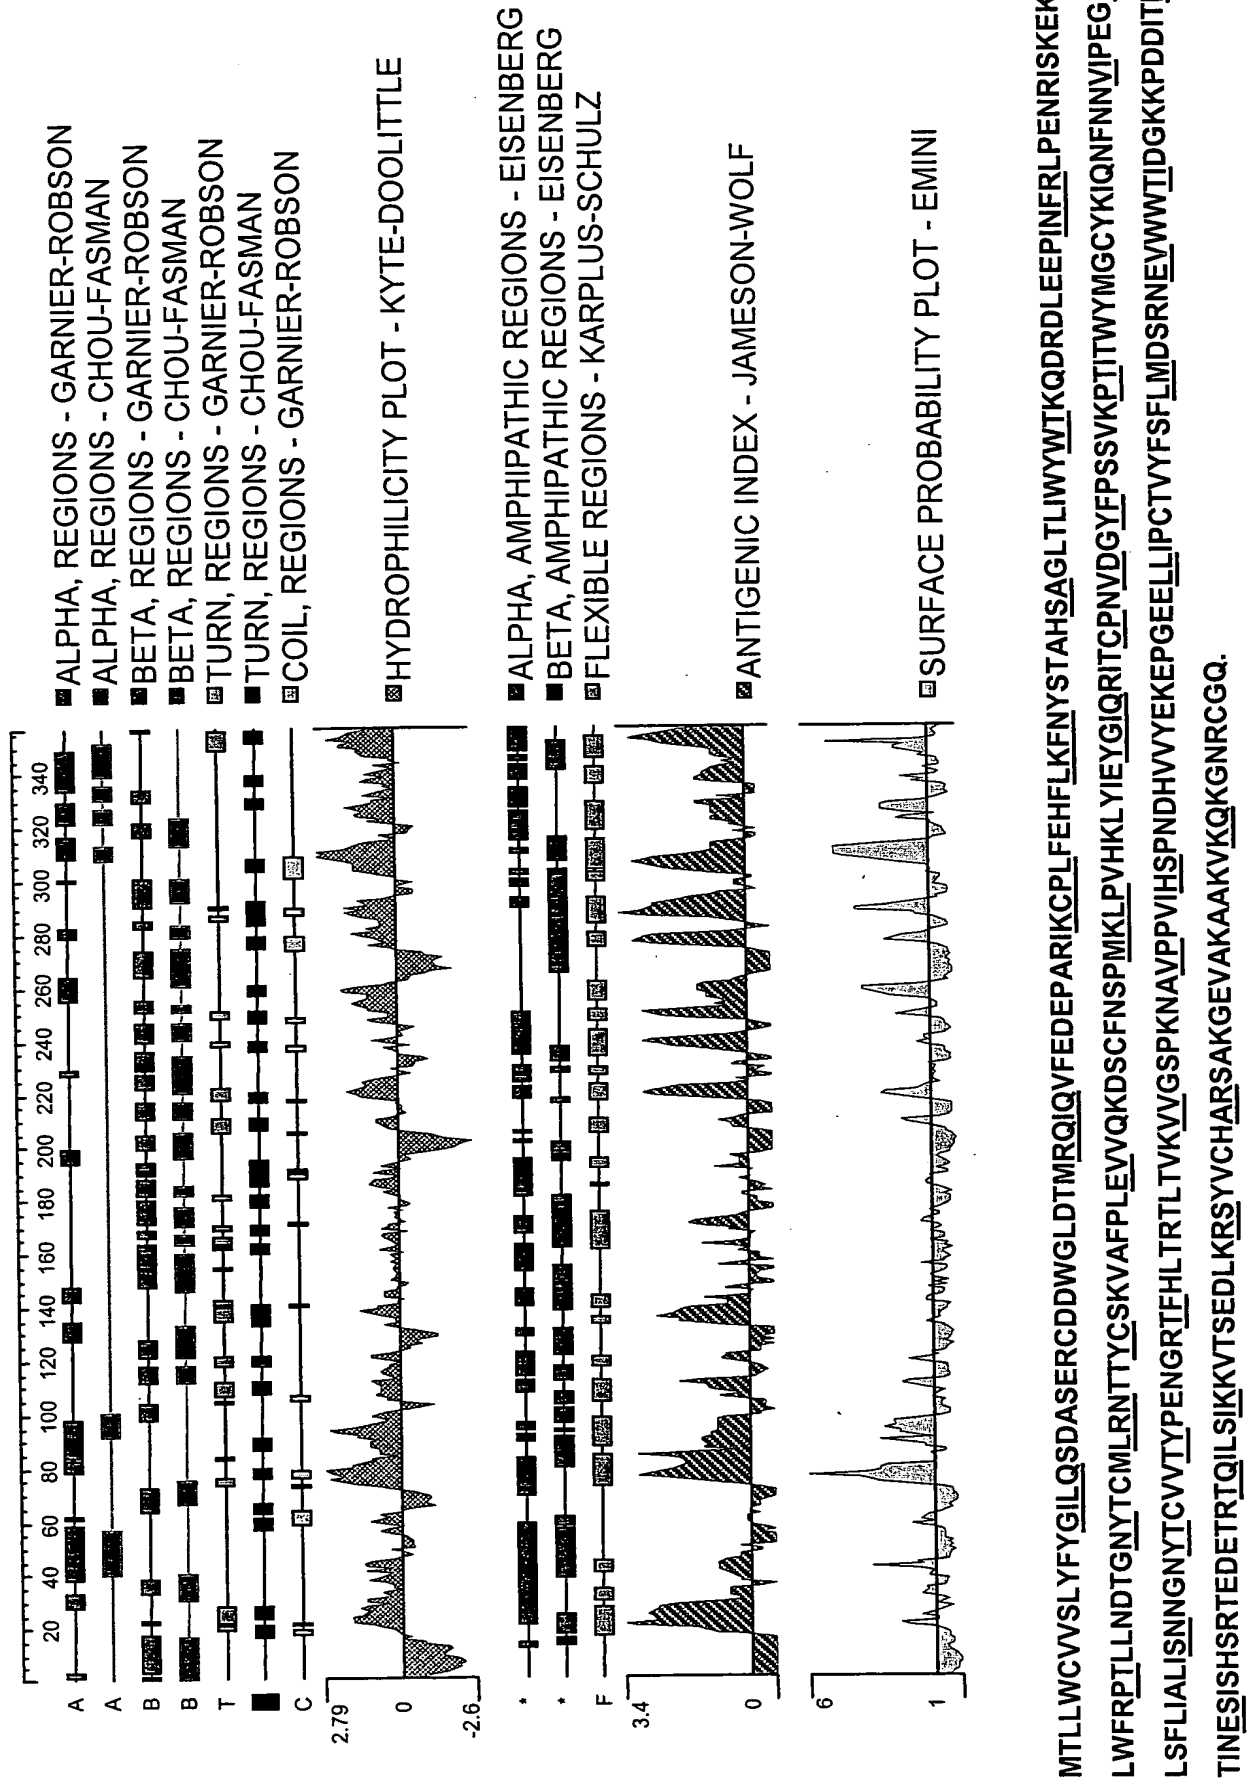 20 40 60 80 100 120 140 160 180 200 220 240 260 280 300 320 340
A ALPHA, REGIONS - GARNIER-ROBSON
A ALPHA, REGIONS - CHOU-FASMAN
B BETA, REGIONS - GARNIER-ROBSON
B BETA, REGIONS - CHOU-FASMAN
T TURN, REGIONS - GARNIER-ROBSON
TURN, REGIONS - CHOU-FASMAN
C COIL, REGIONS - GARNIER-ROBSON
2.79
0 HYDROPHILICITY PLOT - KYTE-DOOLITTLE
-2.6
* ALPHA, AMPHIPATHIC REGIONS - EISENBERG
* BETA, AMPHIPATHIC REGIONS - EISENBERG
F FLEXIBLE REGIONS - KARPLUS-SCHULZ
3.4
0 ANTIGENIC INDEX - JAMESON-WOLF
6
1 SURFACE PROBABILITY PLOT - EMINI
MTLLWCVVSLYFYGILQSDASERCDDWGLDTMRQIQVFEDEPARIKCPLFEHFLKFNYSTAHSAGLTLIWYWTKQDRDLEEPINFRLPENRISKEK
LWFRPTLLNDTGNYTCMLRNTTYCSKVAFPLEVVQKDSCFNSPMKLPVHKLYIEYGIQRITCPNVDGYFPSSVKPTITWYMGCYKIQNFNNVIPEG
LSFLIALISNNGNYTCVVTYPENGRTFHLTRTLTVKVVGSPKNAVPPVIHSPNDHVVYEKEPGEELLIPCTVYFSFLMDSRNEVWWTIDGKKPDDIT
TINESISHSRTEDETRTQILSIKKVTSEDLKRSYVCHARSAKGEVAKAAKVKQKGNRCGQ.